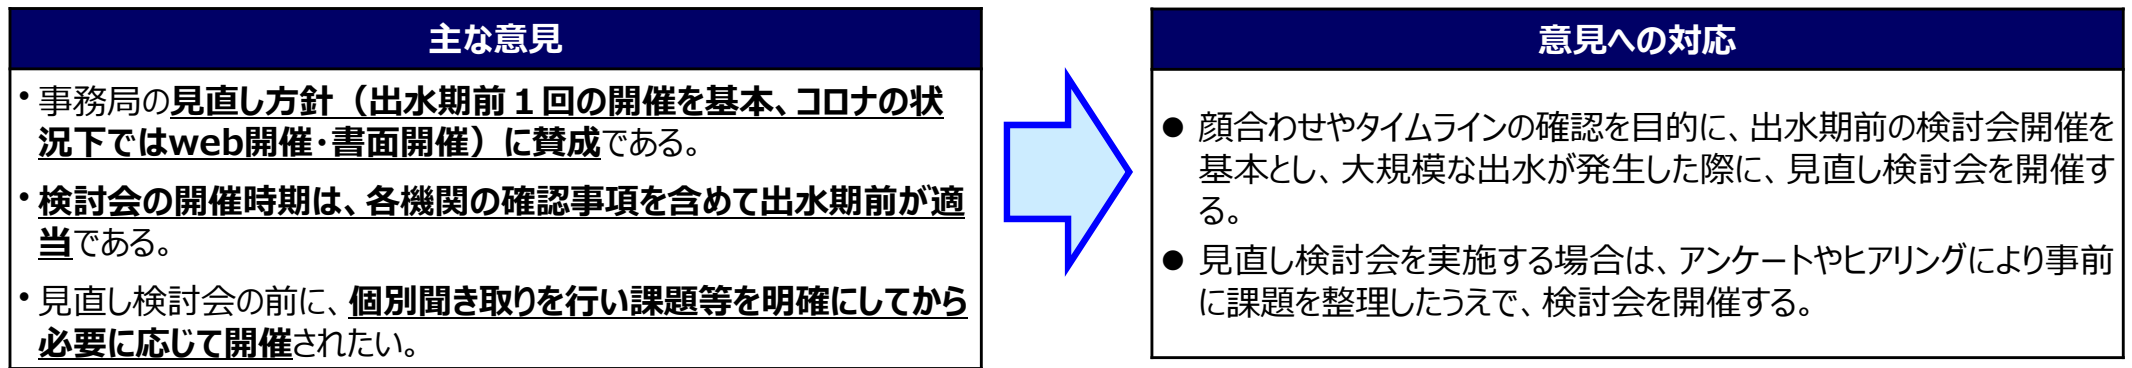 主な意見
・事務局の見直し方針（出水期前１回の開催を基本、コロナの状
況下ではweb開催・書面開催）に賛成である。
・検討会の開催時期は、各機関の確認事項を含めて出水期前が適
当である。
・見直し検討会の前に、個別聞き取りを行い課題等を明確にしてから
必要に応じて開催されたい。
意見への対応
● 顔合わせやタイムラインの確認を目的に、出水期前の検討会開催を
基本とし、大規模な出水が発生した際に、見直し検討会を開催す
る。
● 見直し検討会を実施する場合は、アンケートやヒアリングにより事前
に課題を整理したうえで、検討会を開催する。